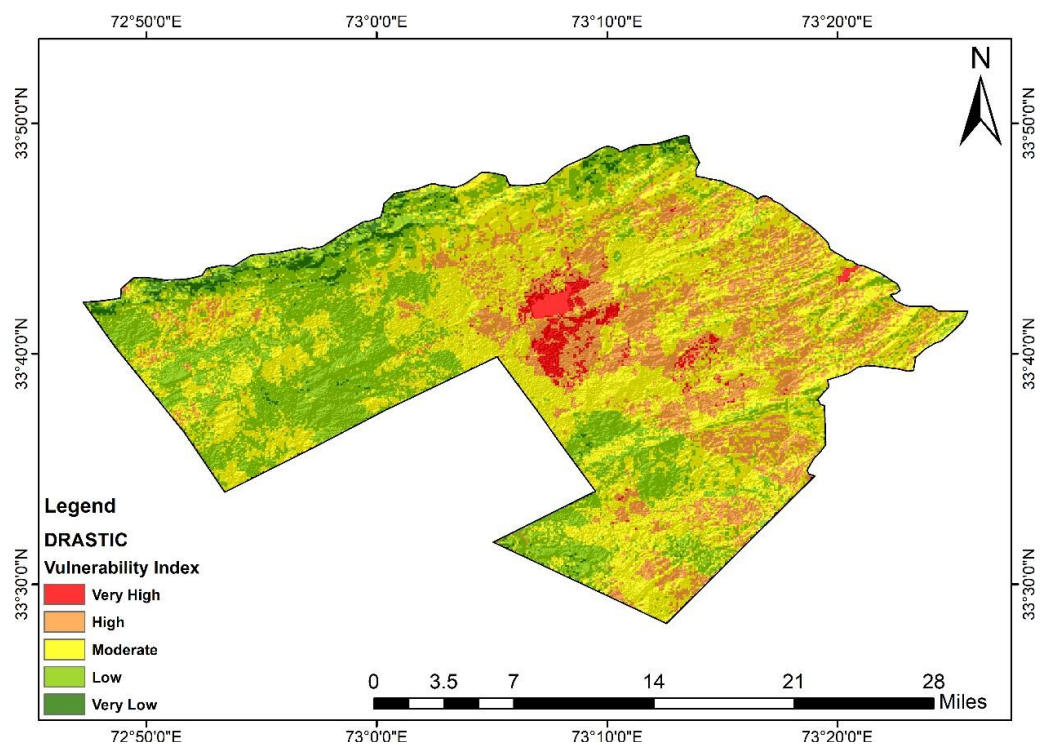 72°50'0"E 73°0'0"E 73°10'0"E 73°20'0"E
N
33°50'0"N 33°50'0"N
33°40'0"N 33°40'0"N
33°30'0"N 33°30'0"N
Legend
DRASTIC
Vulnerability Index
Very High
High
Moderate
Low
Very Low
0 3.5 7 14 21 28
Miles
72°50'0"E 73°0'0"E 73°10'0"E 73°20'0"E